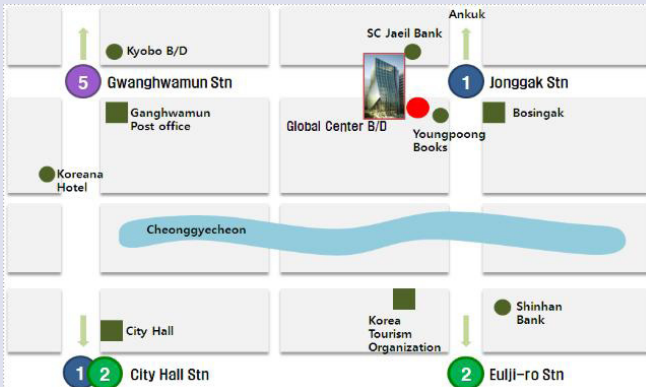 Ankuk
SC Jaeil Bank
Kyobo B/D
5
Gwanghwamun Stn
1
Jonggak Stn
Ganghwamun
Post office
Global Center B/D
Youngpoong
Books
Bosingak
Koreana
Hotel
Cheonggyecheon
City Hall
Korea
Tourism
Organization
Shinhan
Bank
1
2
City Hall Stn
2
Eulji-ro Stn